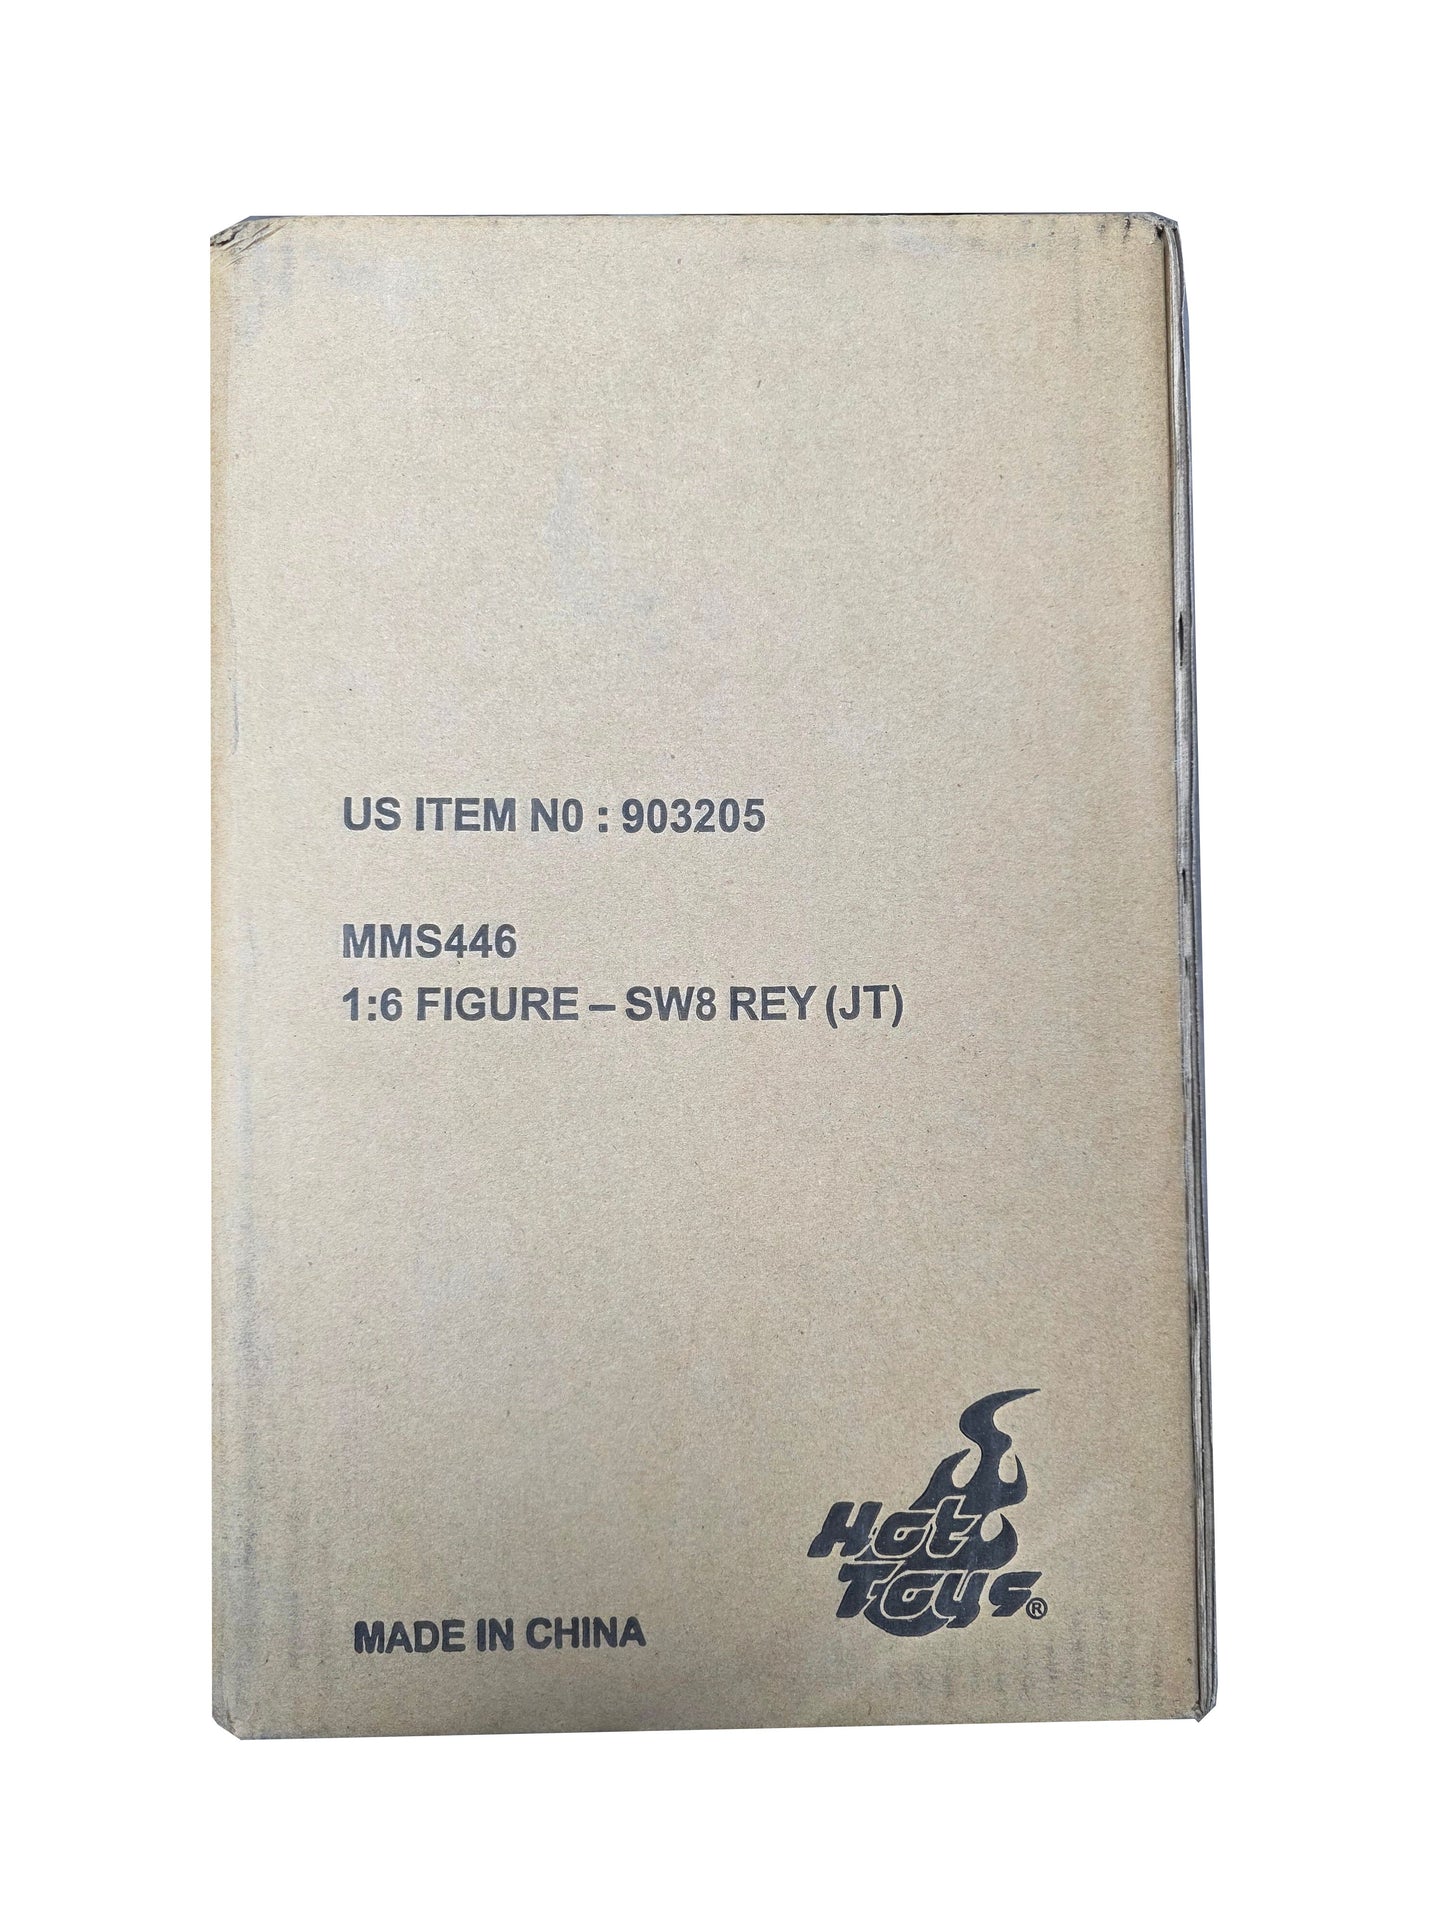 US ITEM N0 : 903205
MMS446
1:6 FIGURE – SW8 REY (JT)
Hot
Toys®
MADE IN CHINA